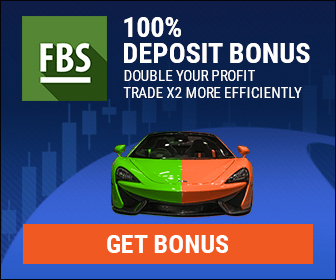 FBS
100%
DEPOSIT BONUS
DOUBLE YOUR PROFIT
TRADE X2 MORE EFFICIENTLY
GET BONUS